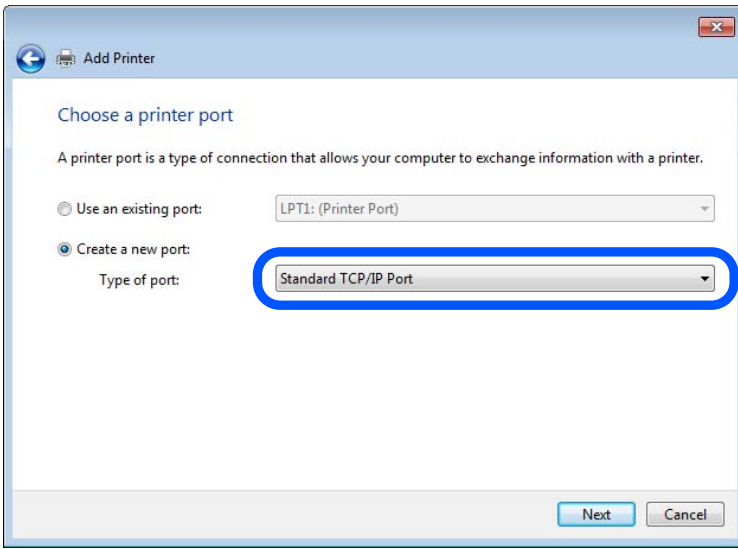 Add Printer
Choose a printer port
A printer port is a type of connection that allows your computer to exchange information with a printer.
Use an existing port: LPT1: (Printer Port)
Create a new port:
Type of port: Standard TCP/IP Port
Next Cancel